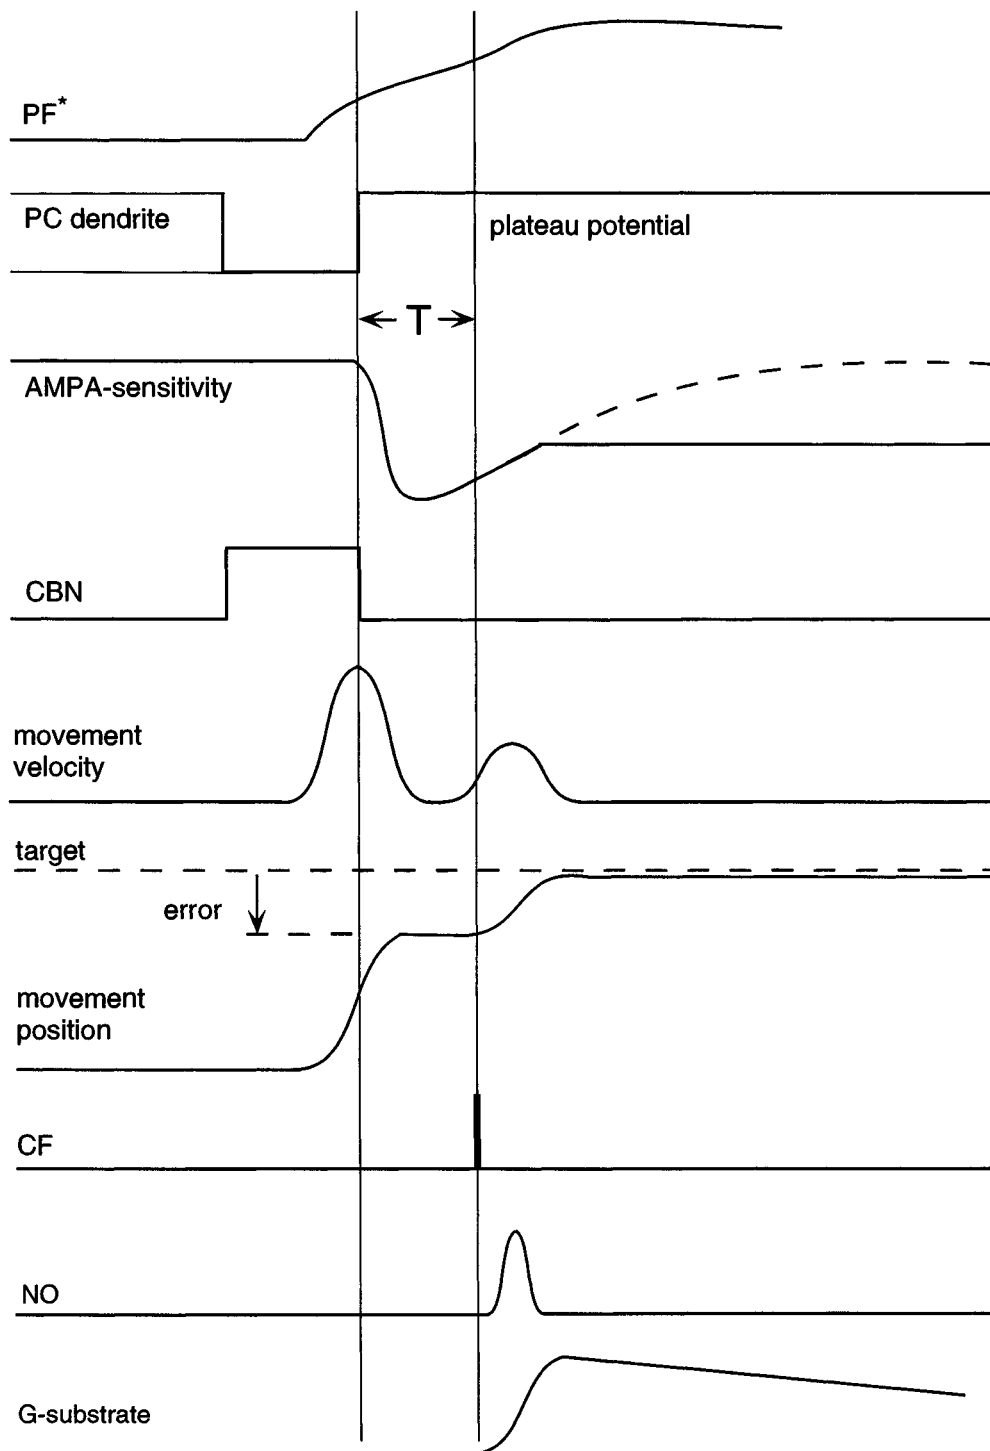 PF*
PC dendrite
plateau potential
T
AMPA-sensitivity
CBN
movement
velocity
target
error
movement
position
CF
NO
G-substrate